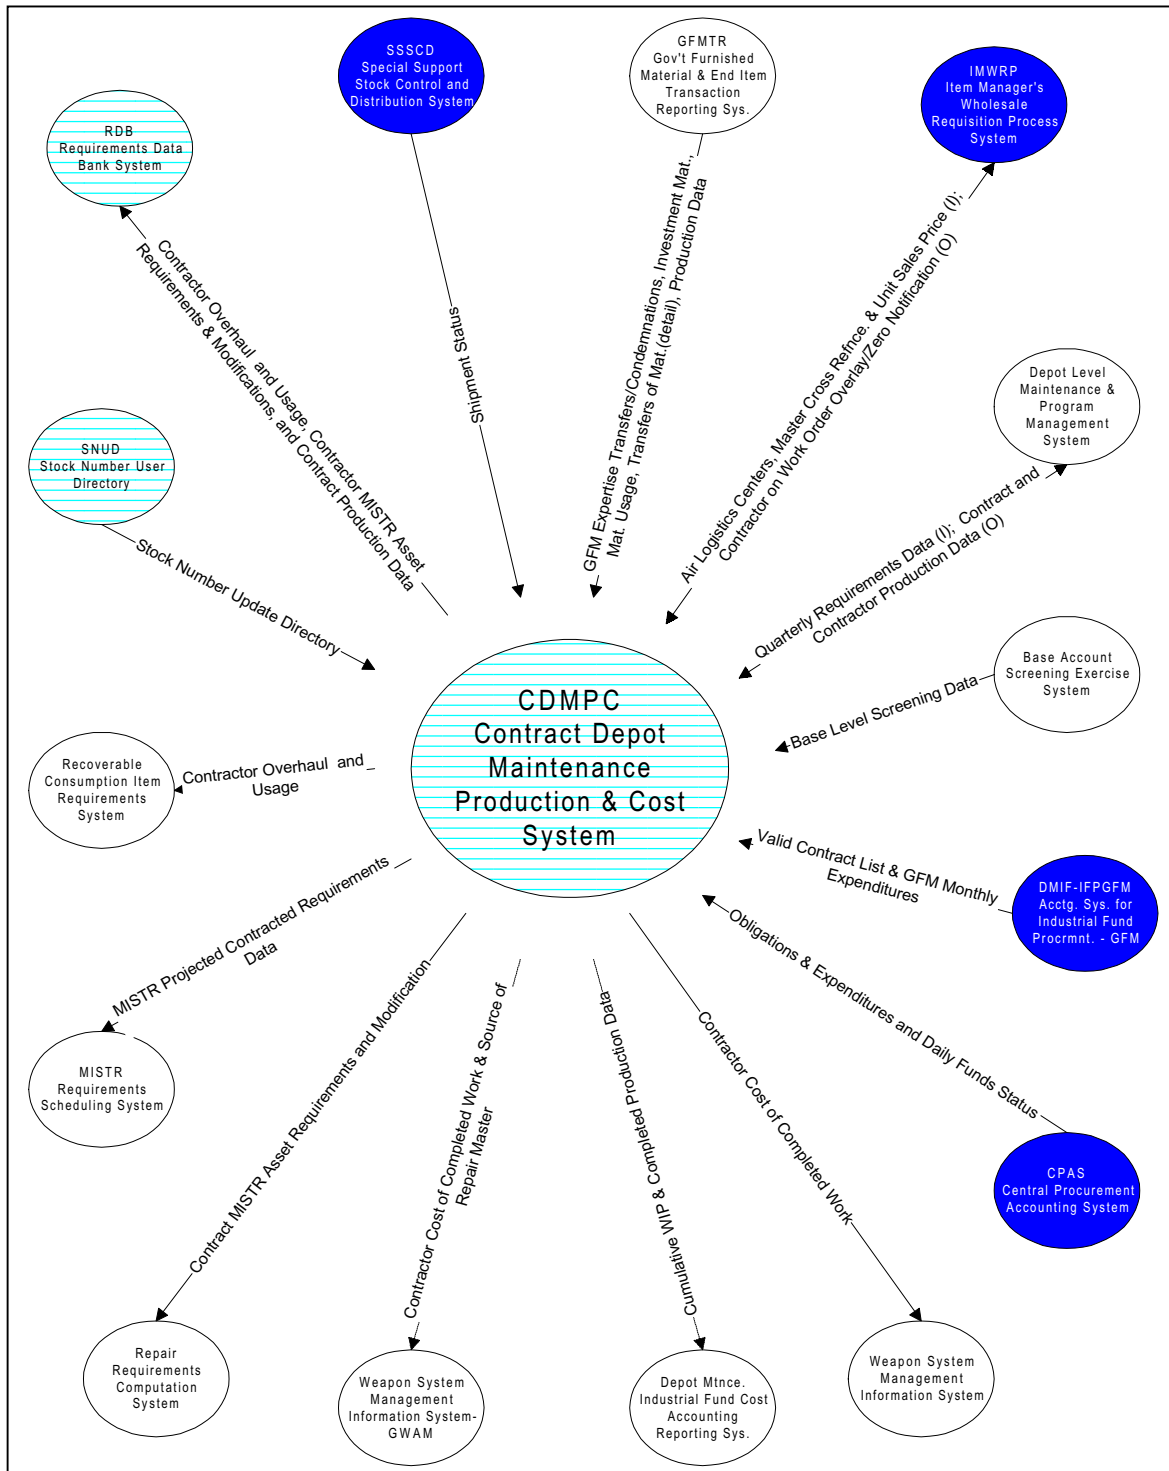 SSSCD
Special Support
Stock Control and
Distribution System
GFMTR
Gov't Furnished
Material & End Item
Transaction
Reporting Sys.
IMWRP
Item Manager's
Wholesale
Requisition Process
System
RDB
Requirements Data
Bank System
Contractor Overhaul and Usage, Contractor MISTR Asset
Requirements & Modifications, and Contract Production Data
Shipment Status
GFM Expertise Transfers/Condemnations, Investment Mat.,
Mat. Usage, Transfers of Mat.(detail), Production Data
Air Logistics Centers, Master Cross Refnce. & Unit Sales Price (I);
Contractor on Work Order Overlay/Zero Notification (O)
Depot Level
Maintenance &
Program
Management
System
Quarterly Requirements Data (I); Contract and
Contractor Production Data (O)
SNUD
Stock Number User
Directory
Stock Number Update Directory
Base Account
Screening Exercise
System
Base Level Screening Data
CDMPC
Contract Depot
Maintenance
Production & Cost
System
Recoverable
Consumption Item
Requirements
System
Contractor Overhaul and
Usage
Valid Contract List & GFM Monthly
Expenditures
DMIF-IFPGFM
Acctg. Sys. for
Industrial Fund
Procrmnt. - GFM
MISTR Projected Contracted Requirements
Data
MISTR
Requirements
Scheduling System
Contract MISTR Asset Requirements and Modification
Contractor Cost of Completed Work & Source of
Repair Master
Cumulative WIP & Completed Production Data
Contractor Cost of Completed Work
Obligations & Expenditures and Daily Funds Status
CPAS
Central Procurement
Accounting System
Repair
Requirements
Computation
System
Weapon System
Management
Information System-
GWAM
Depot Mtnce.
Industrial Fund Cost
Accounting
Reporting Sys.
Weapon System
Management
Information System